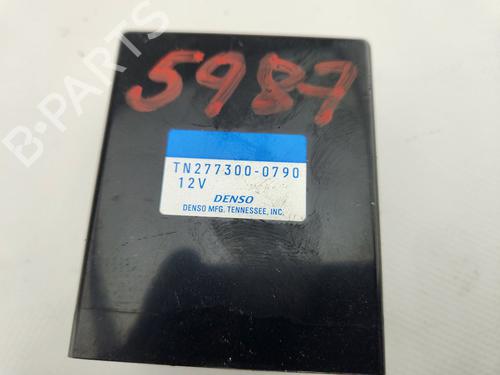 B-PARTS
5987
TN277300-0790
12V
DENSO
DENSO MFG. TENNESSEE, INC.